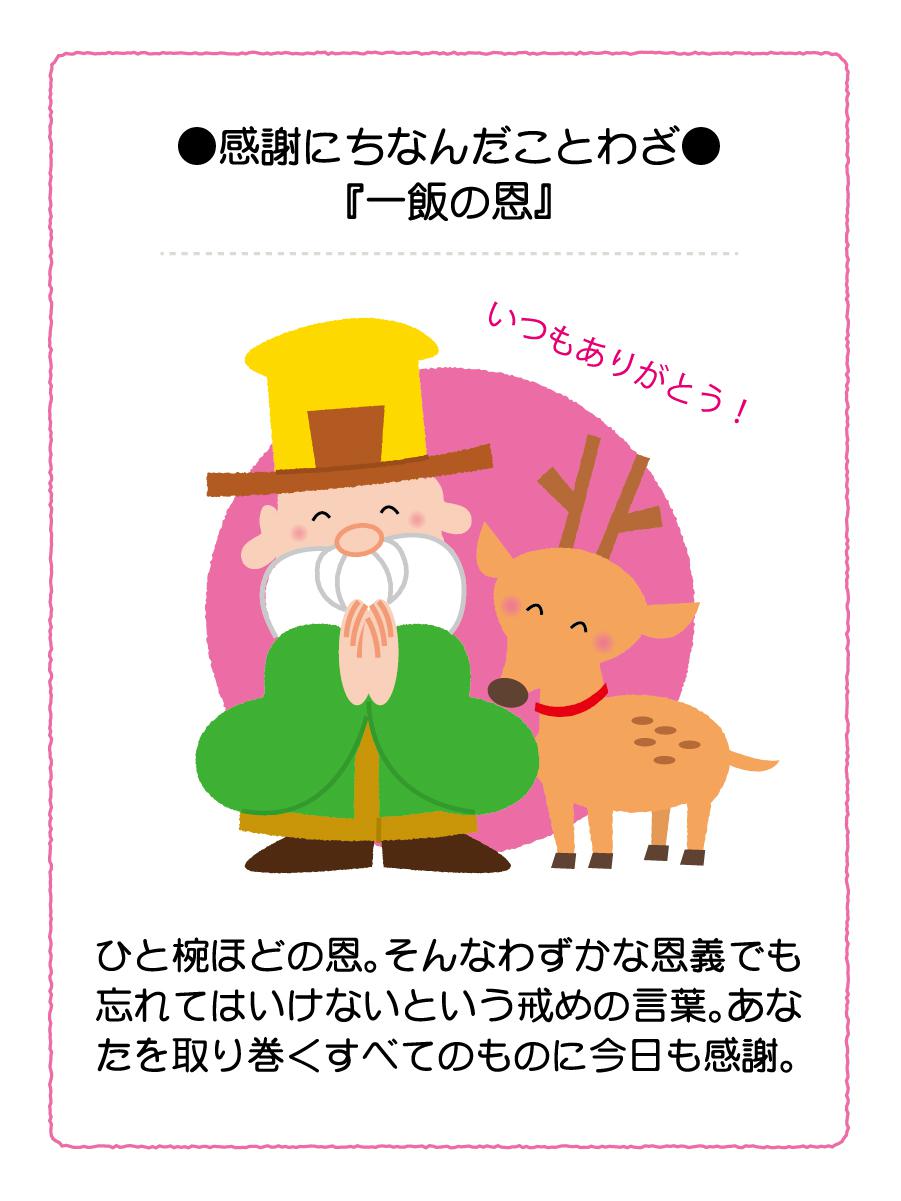 ●感謝にちなんだことわざ●
『一飯の恩』
いつもありがとう！
ひと椀ほどの恩。そんなわずかな恩義でも
忘れてはいけないという戒めの言葉。あな
たを取り巻くすべてのものに今日も感謝。